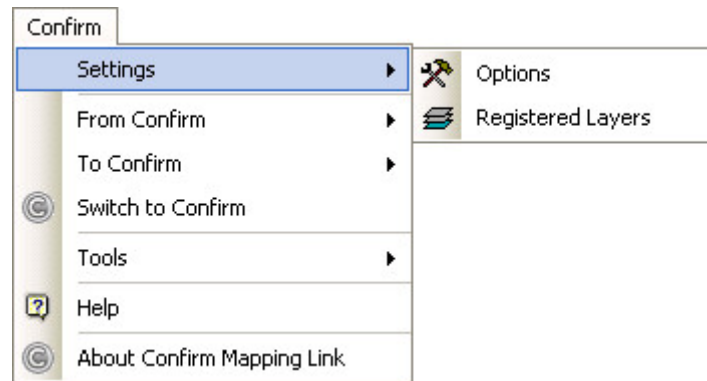 Confirm
Settings
Options
Registered Layers
From Confirm
To Confirm
Switch to Confirm
Tools
Help
About Confirm Mapping Link